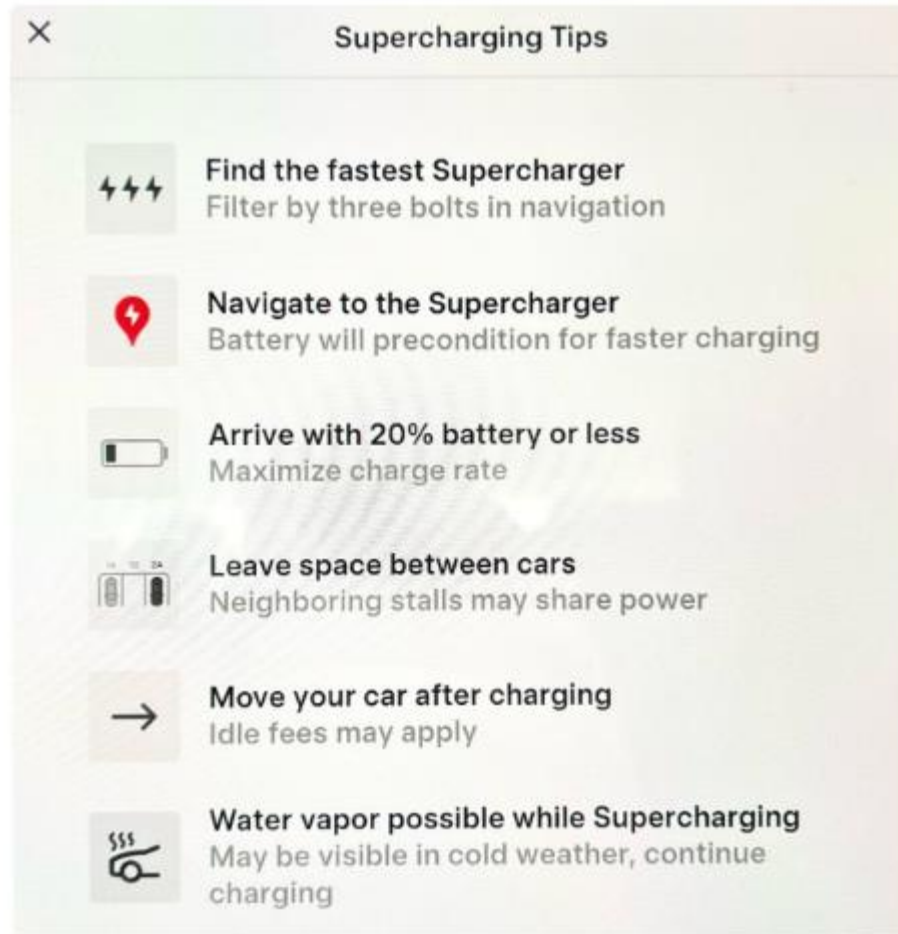 Supercharging Tips
Find the fastest Supercharger
Filter by three bolts in navigation
Navigate to the Supercharger
Battery will precondition for faster charging
Arrive with 20% battery or less
Maximize charge rate
2A
Leave space between cars
Neighboring stalls may share power
Move your car after charging
Idle fees may apply
Water vapor possible while Supercharging
May be visible in cold weather, continue
charging